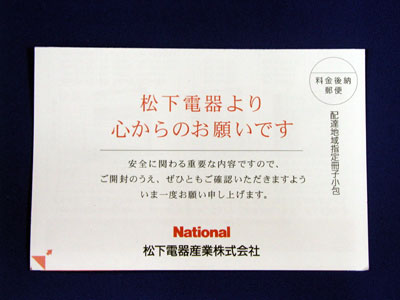 料金後納
郵便
配達地域指定冊子小包
松下電器より
心からのお願いです
安全に関わる重要な内容ですので、
ご開封のうえ、ぜひともご確認いただきますよう
いま一度お願い申し上げます。
National
松下電器産業株式会社